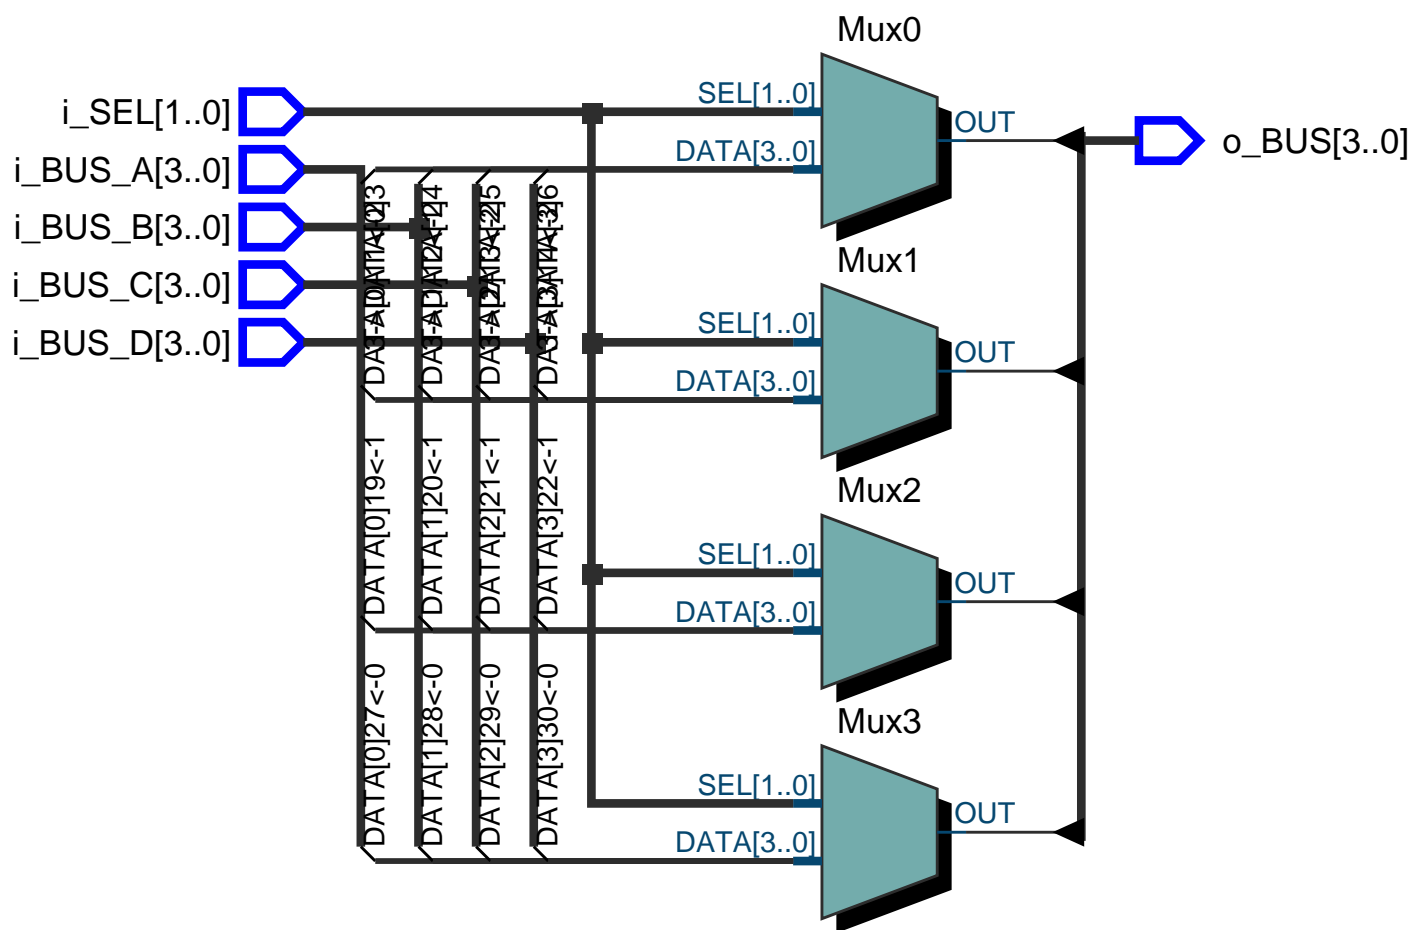 Mux0
i_SEL[1..0]
SEL[1..0]
OUT
i_BUS_A[3..0]
DATA[3..0]
o_BUS[3..0]
i_BUS_B[3..0]
i_BUS_C[3..0]
i_BUS_D[3..0]
Mux1
SEL[1..0]
OUT
DATA[3..0]
DATA[0]19<-1
DATA[1]20<-1
DATA[2]21<-1
DATA[3]22<-1
Mux2
SEL[1..0]
OUT
DATA[3..0]
DATA[0]27<-0
DATA[1]28<-0
DATA[2]29<-0
DATA[3]30<-0
Mux3
SEL[1..0]
OUT
DATA[3..0]